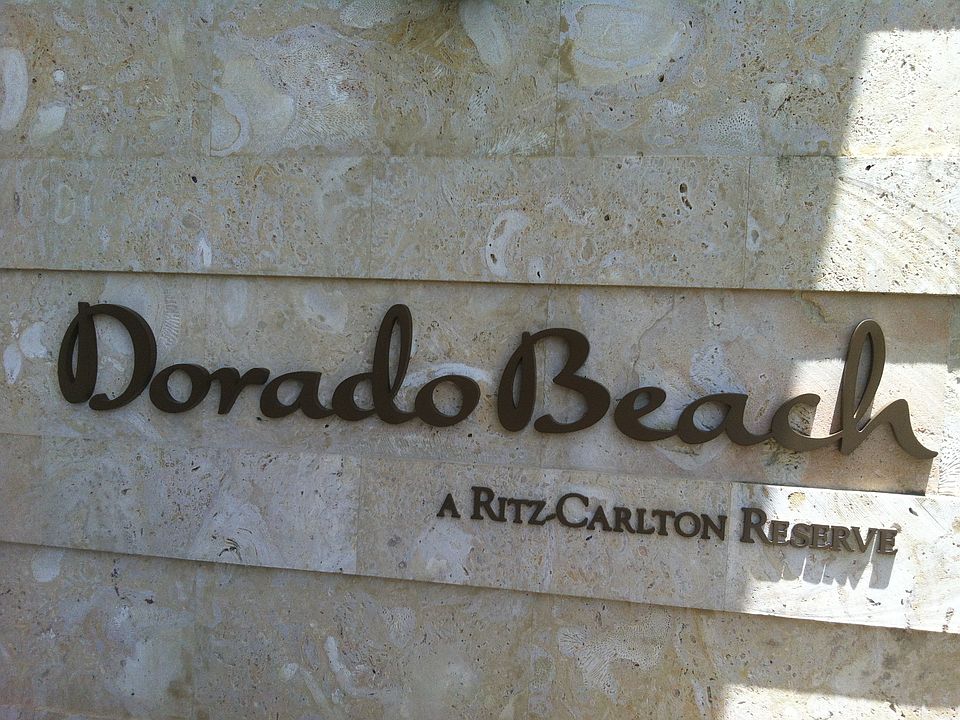 Dorado Beach
A RITZ-CARLTON RESERVE